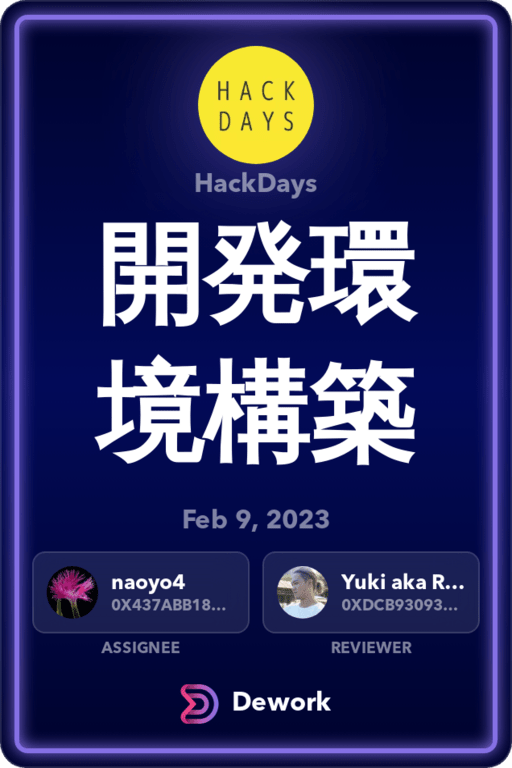 HACK
DAYS
HackDays
開発環
境構築
Feb 9, 2023
naoyo4
0X437ABB18...
ASSIGNEE
Yuki aka R...
0XDCB93093...
REVIEWER
Dework